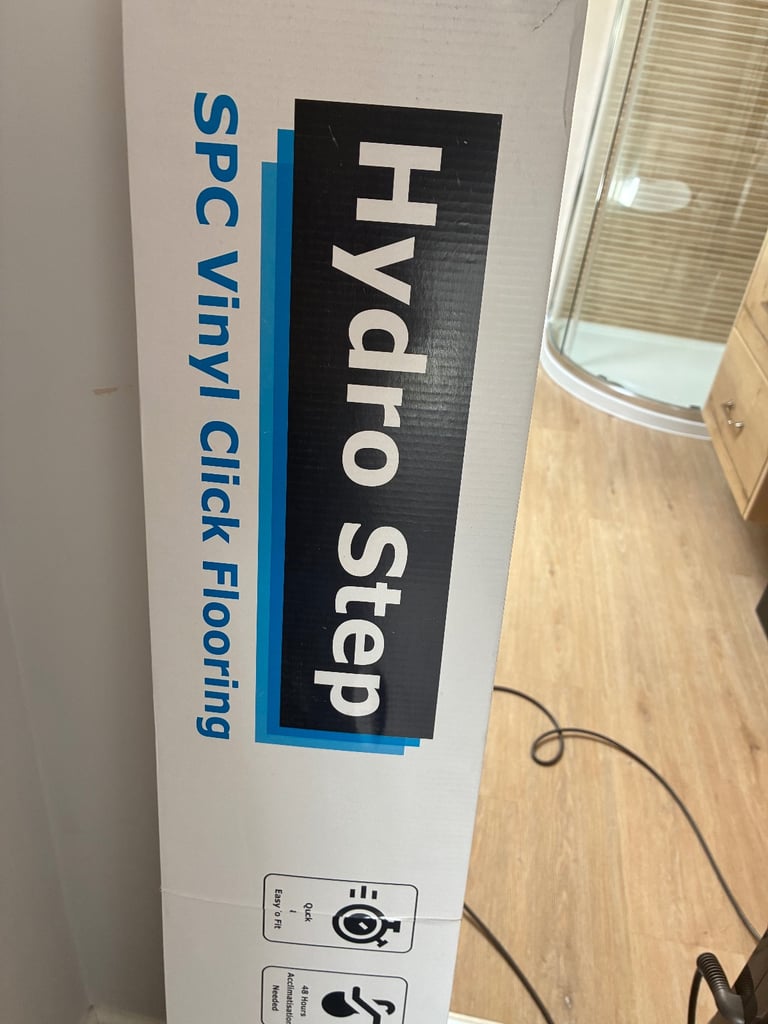 Hydro Step
SPC Vinyl Click Flooring
Quick
Easy to Fit
48 Hours
Acclimatisation
Needed